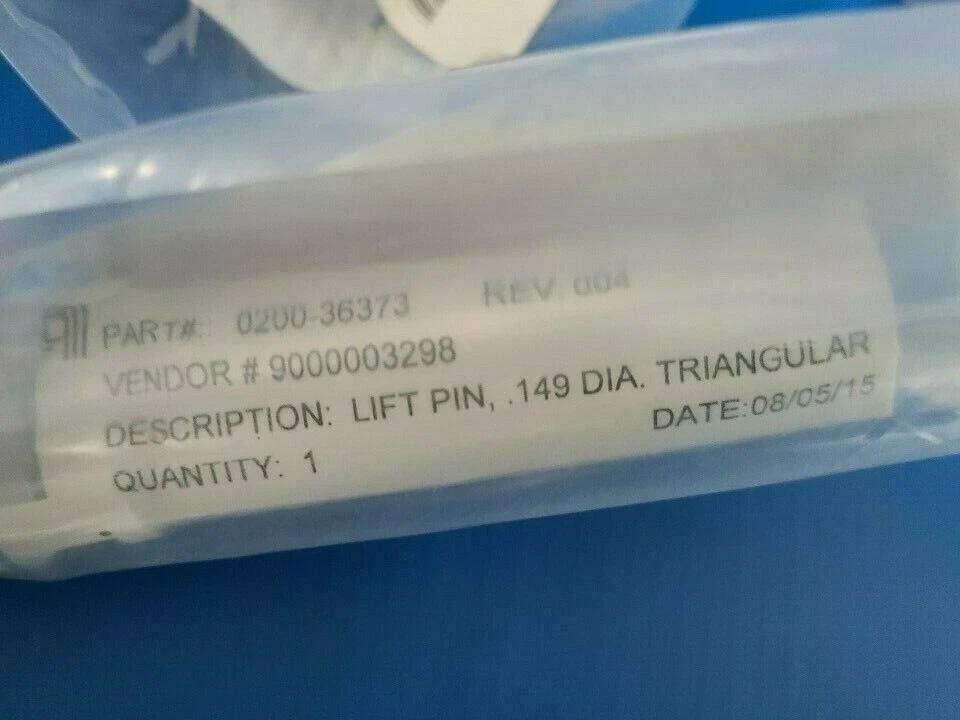 PART#: 0200-36373 REV 004
VENDOR # 9000003298
DESCRIPTION: LIFT PIN, .149 DIA. TRIANGULAR
QUANTITY: 1 DATE:08/05/15